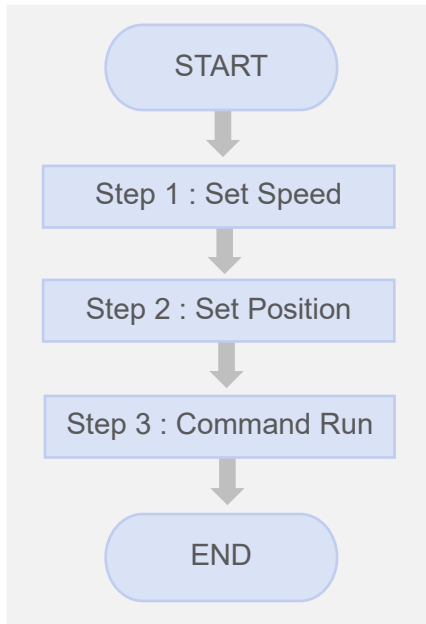 START
Step 1 : Set Speed
Step 2 : Set Position
Step 3 : Command Run
END